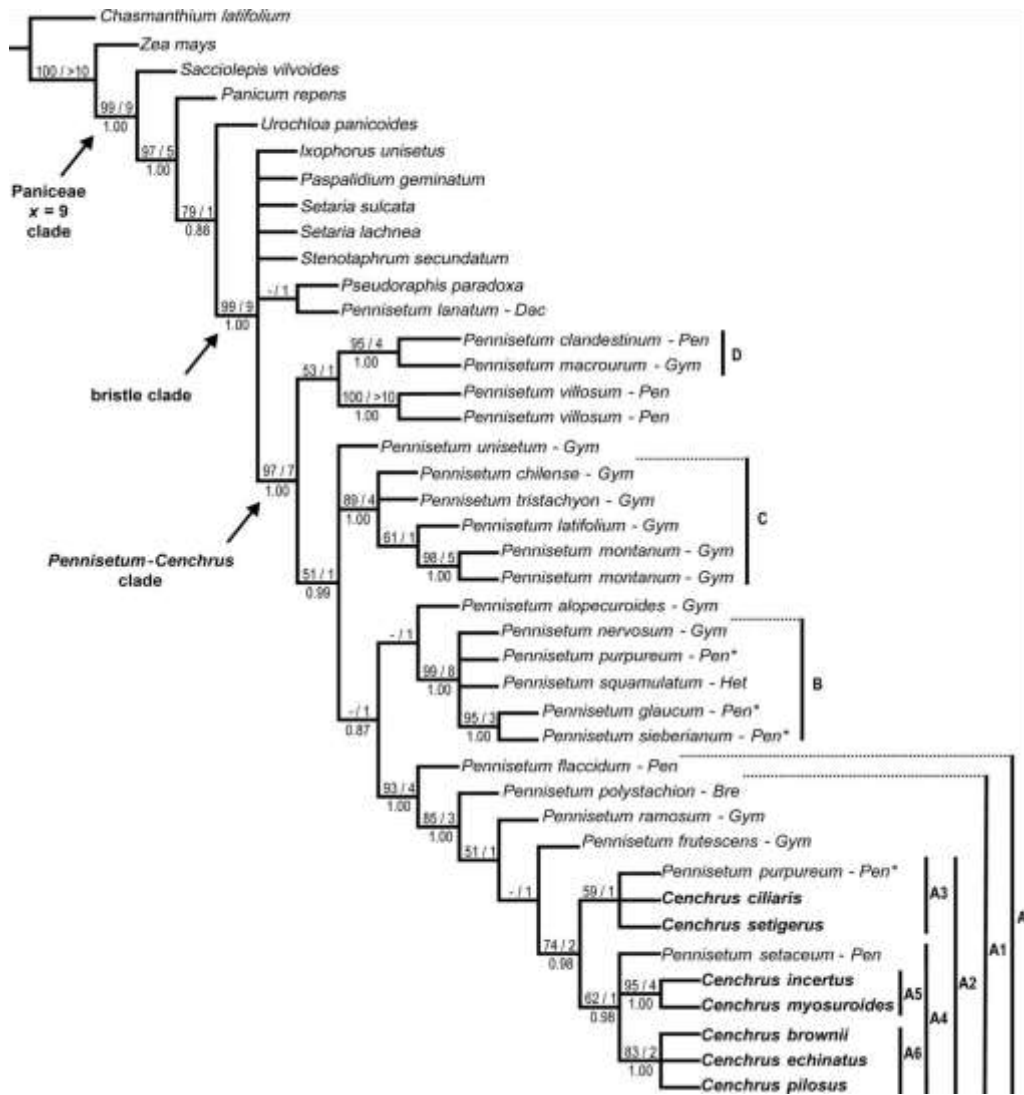 Chasmanthium latifolium
Zea mays
100 / >10
Sacciolepis vilvoides
Panicum repens
99 / 9
1.00
Urochloa panicoides
97 / 5
1.00
Ixophorus unisetus
Paspalidium geminatum
Paniceae
x = 9
clade
Setaria sulcata
79 / 1
0.88
Setaria lachnea
Stenotaphrum secundatum
Pseudoraphis paradoxa
- / 1
Pennisetum lanatum - Dac
99 / 9
1.00
Pennisetum clandestinum - Pen
95 / 4
1.00
D
Pennisetum macrourum - Gym
53 / 1
bristle clade
Pennisetum villosum - Pen
100 / >10
1.00
Pennisetum villosum - Pen
Pennisetum unisetum - Gym
97 / 7
1.00
Pennisetum chilense - Gym
89 / 4
1.00
Pennisetum tristachyon - Gym
C
Pennisetum latifolium - Gym
61 / 1
Pennisetum montanum - Gym
98 / 5
1.00
Pennisetum montanum - Gym
Pennisetum-Cenchrus
clade
51 / 1
0.99
Pennisetum alopecuroides - Gym
- / 1
Pennisetum nervosum - Gym
Pennisetum purpureum - Pen*
99 / 8
1.00
Pennisetum squamulatum - Het
B
Pennisetum glaucum - Pen*
95 / 3
1.00
Pennisetum sieberianum - Pen*
- / 1
0.87
Pennisetum flaccidum - Pen
93 / 4
1.00
Pennisetum polystachion - Bre
85 / 3
1.00
Pennisetum ramosum - Gym
51 / 1
Pennisetum frutescens - Gym
- / 1
Pennisetum purpureum - Pen*
59 / 1
Cenchrus ciliaris
A3
Cenchrus setigerus
A
74 / 2
0.98
Pennisetum setaceum - Pen
A1
Cenchrus incertus
95 / 4
1.00
A2
62 / 1
0.98
Cenchrus myosuroides
A5
A4
Cenchrus brownii
83 / 2
1.00
Cenchrus echinatus
A6
Cenchrus pilosus